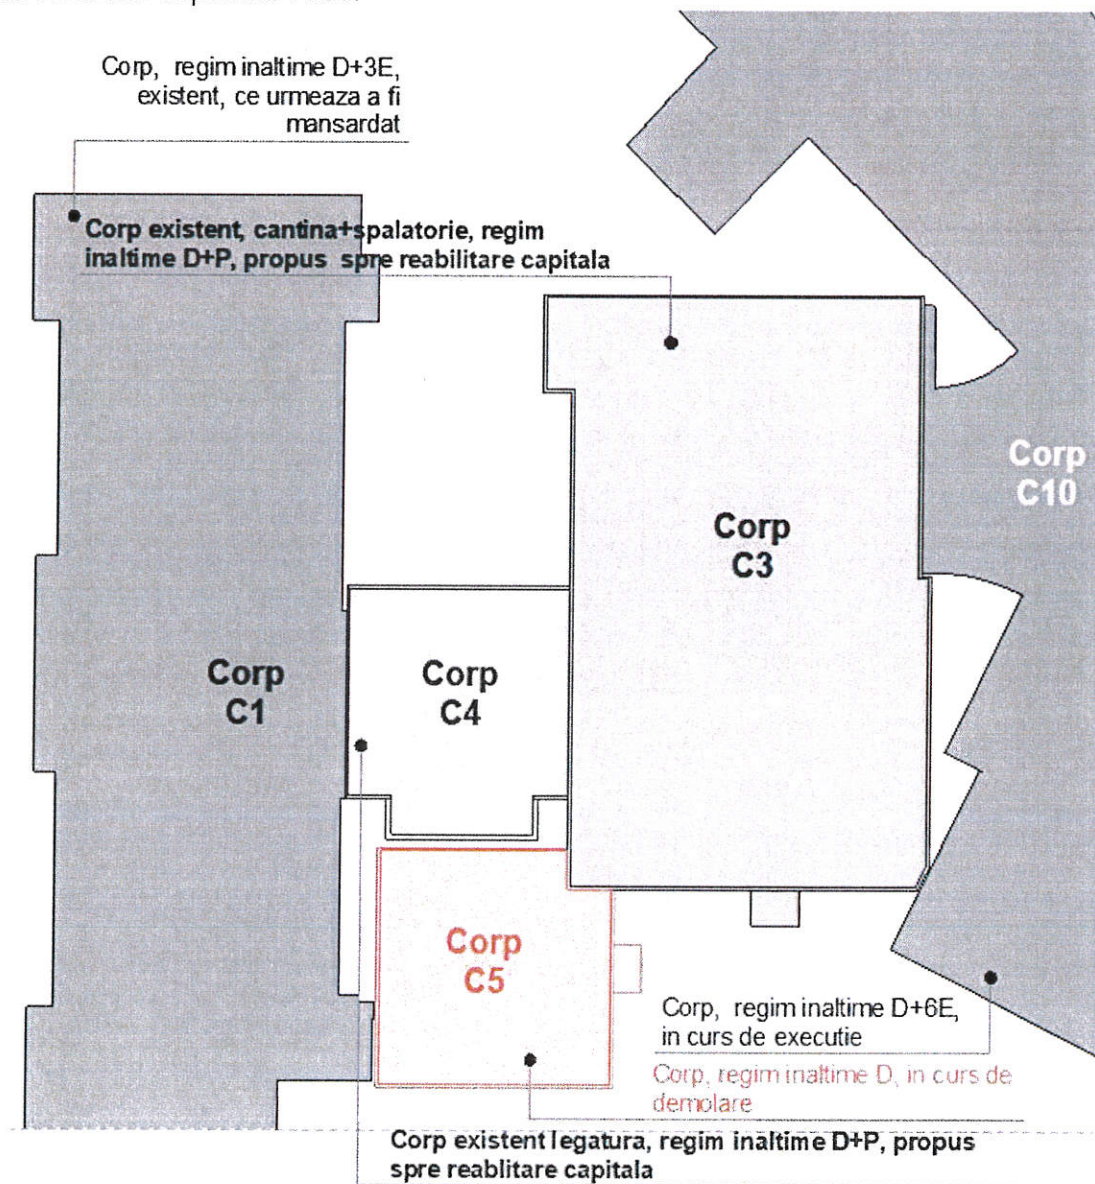 Corp, regim inaltime D+3E,
existent, ce urmeaza a fi
mansardat
Corp existent, cantina+spalatorie, regim
inaltime D+P, propus spre reabilitare capitala
Corp
C10
Corp
C3
Corp
C1
Corp
C4
Corp
C5
Corp, regim inaltime D+6E,
in curs de executie
Corp, regim inaltime D, in curs de
demolare
Corp existent legatura, regim inaltime D+P, propus
spre reablitare capitala